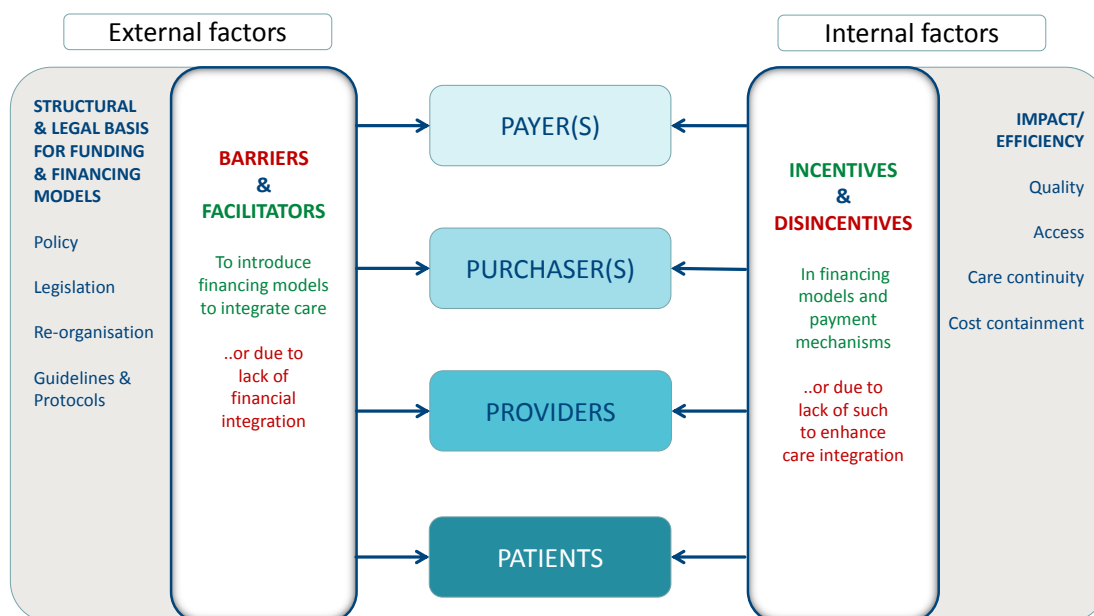 External factors
Internal factors
STRUCTURAL
& LEGAL BASIS
FOR FUNDING
& FINANCING
MODELS
Policy
Legislation
Re-organisation
Guidelines &
Protocols
BARRIERS
&
FACILITATORS
To introduce
financing models
to integrate care
..or due to
lack of
financial
integration
PAYER(S)
PURCHASER(S)
PROVIDERS
PATIENTS
INCENTIVES
&
DISINCENTIVES
In financing
models and
payment
mechanisms
..or due to
lack of such
to enhance
care integration
IMPACT/
EFFICIENCY
Quality
Access
Care continuity
Cost containment